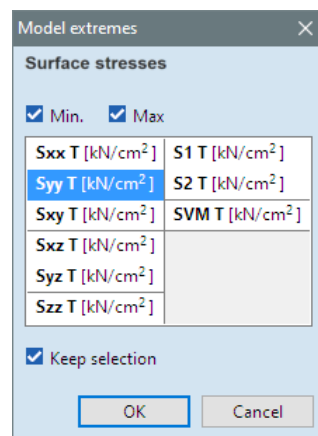 Model extremes
Surface stresses
Min. Max
Sxx T [kN/cm²] S1 T [kN/cm²]
Syy T [kN/cm²] S2 T [kN/cm²]
Sxy T [kN/cm²] SVM T [kN/cm²]
Sxz T [kN/cm²]
Syz T [kN/cm²]
Szz T [kN/cm²]
Keep selection
OK Cancel